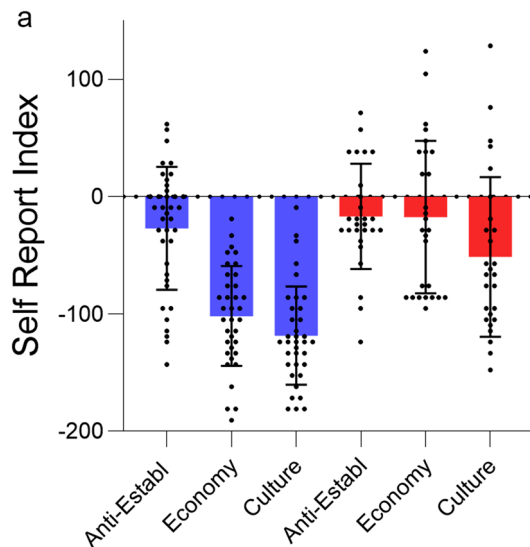 a
Self Report Index
100
0
-100
-200
Anti-Establ
Economy
Culture
Anti-Establ
Economy
Culture